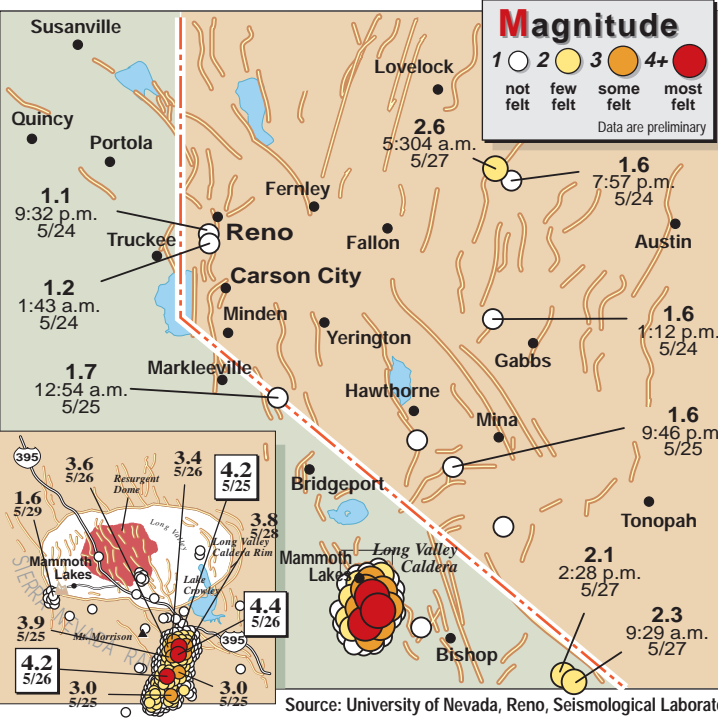 Magnitude
1 2 3 4+
not felt
few felt
some felt
most felt
Data are preliminary
Susanville
Lovelock
Quincy
Portola
2.6
5:304 a.m.
5/27
1.6
7:57 p.m.
5/24
1.1
9:32 p.m.
5/24
Fernley
Reno
Truckee
Fallon
Austin
Carson City
1.2
1:43 a.m.
5/24
Minden
Yerington
1.6
1:12 p.m.
5/24
Gabbs
Markleeville
1.7
12:54 a.m.
5/25
Hawthorne
Mina
1.6
9:46 p.m.
5/25
Bridgeport
Tonopah
Mammoth
Lakes
Long Valley
Caldera
2.1
2:28 p.m.
5/27
2.3
9:29 a.m.
5/27
Bishop
395
3.6
5/26
Resurgent
Dome
3.4
5/26
4.2
5/25
1.6
5/29
Long Valley
3.8
5/28
Long Valley
Caldera Rim
Mammoth
Lakes
Lake
Crowley
SIERRA NEVADA RA
3.9
5/25
Mt. Morrison
4.4
5/26
395
4.2
5/26
3.0
5/25
3.0
5/25
Source: University of Nevada, Reno, Seismological Laborato